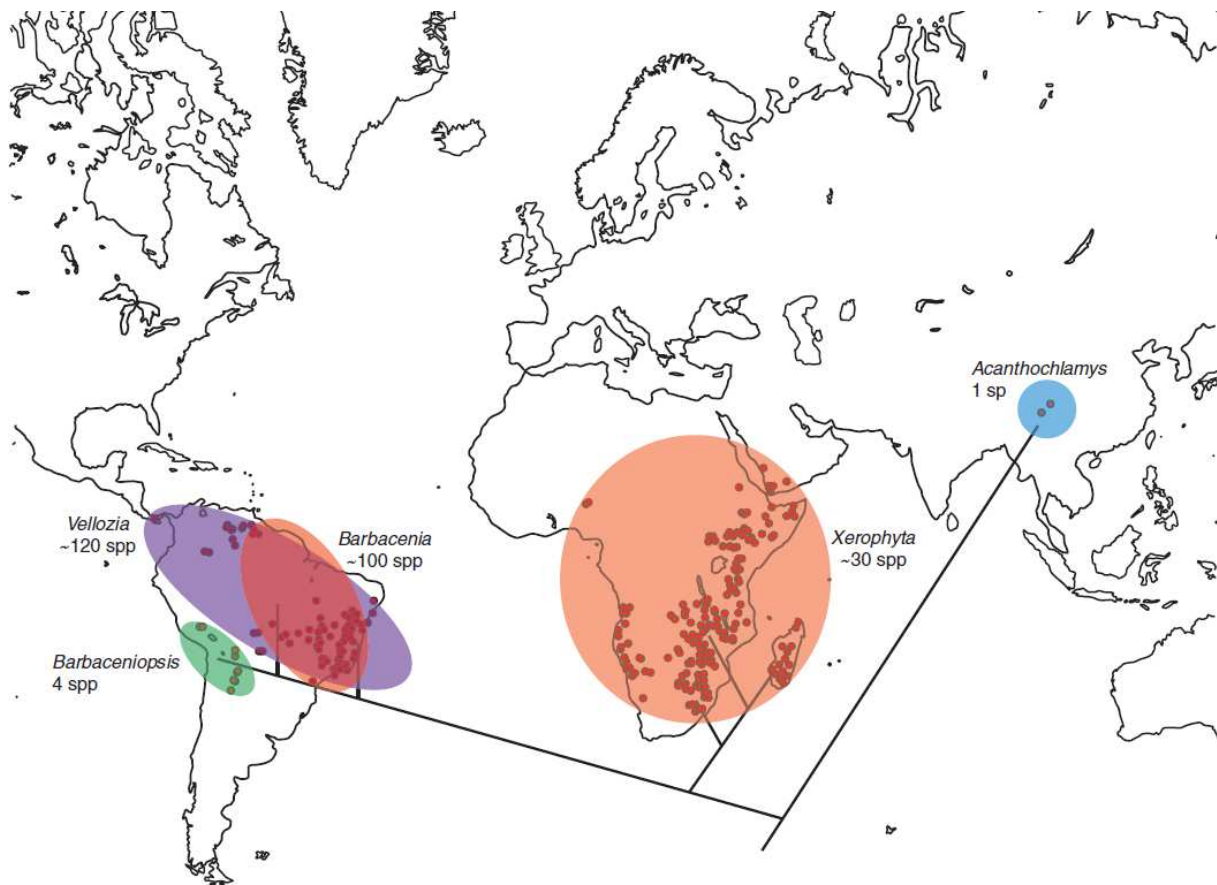 Acanthochlamys
1 sp
Vellozia
~120 spp
Barbacenia
~100 spp
Xerophyta
~30 spp
Barbaceniopsis
4 spp